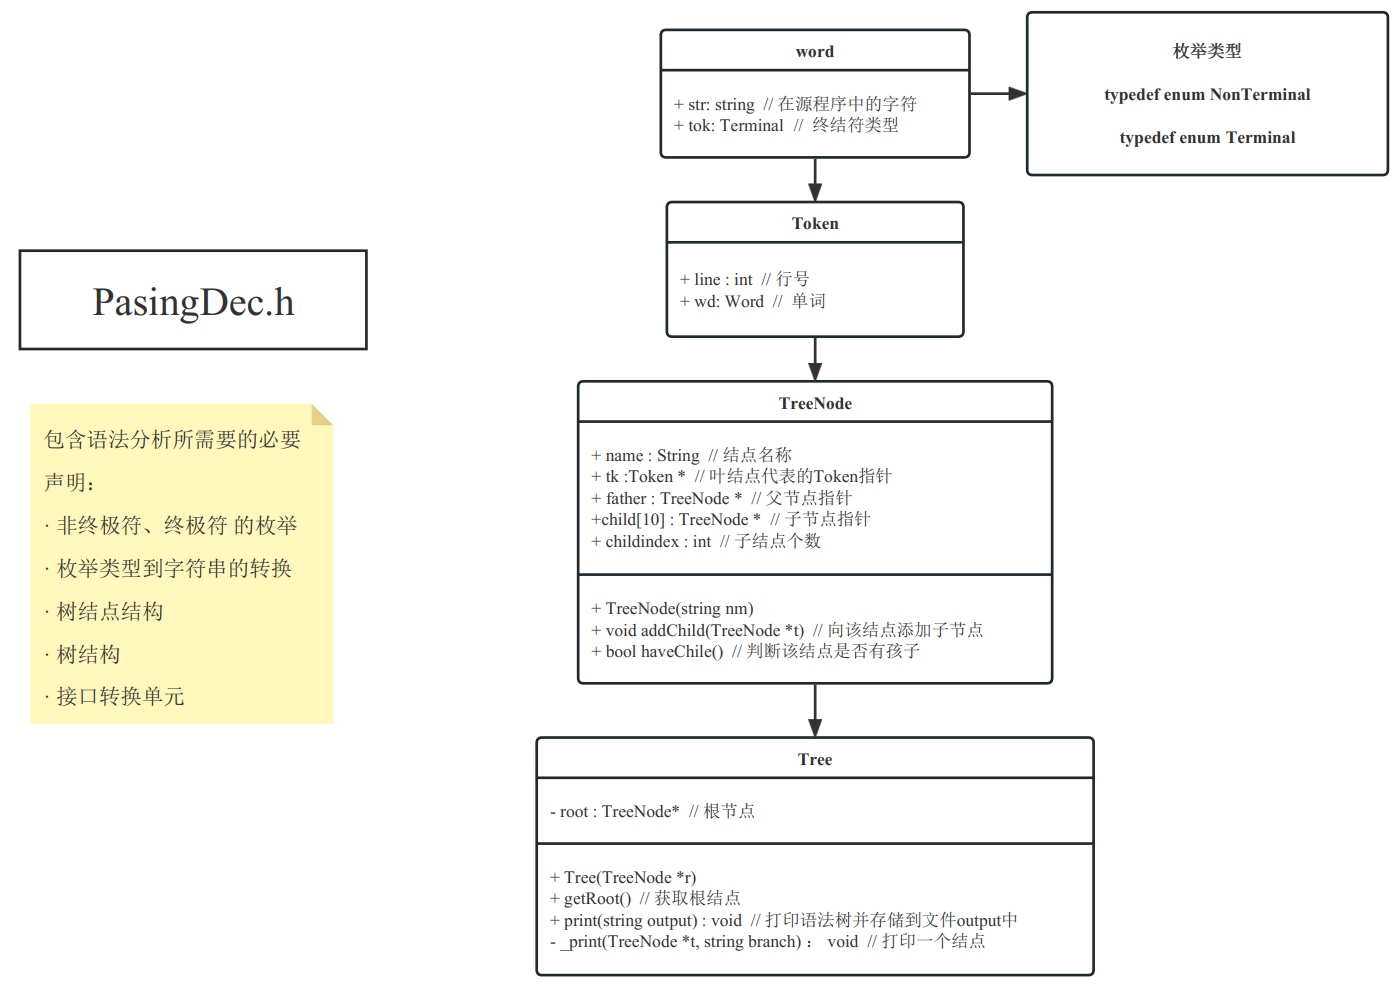 PasingDec.h
包含语法分析所需要的必要
声明：
· 非终极符、终极符 的枚举
· 枚举类型到字符串的转换
· 树结点结构
· 树结构
· 接口转换单元
word
+ str: string // 在源程序中的字符
+ tok: Terminal // 终结符类型
枚举类型
typedef enum NonTerminal
typedef enum Terminal
Token
+ line : int // 行号
+ wd: Word // 单词
TreeNode
+ name : String // 结点名称
+ tk :Token * // 叶结点代表的Token指针
+ father : TreeNode * // 父节点指针
+child[10] : TreeNode * // 子节点指针
+ childindex : int // 子结点个数
+ TreeNode(string nm)
+ void addChild(TreeNode *t) // 向该结点添加子节点
+ bool haveChile() // 判断该结点是否有孩子
Tree
- root : TreeNode* // 根节点
+ Tree(TreeNode *r)
+ getRoot() // 获取根结点
+ print(string output) : void // 打印语法树并存储到文件output中
- _print(TreeNode *t, string branch) ： void // 打印一个结点